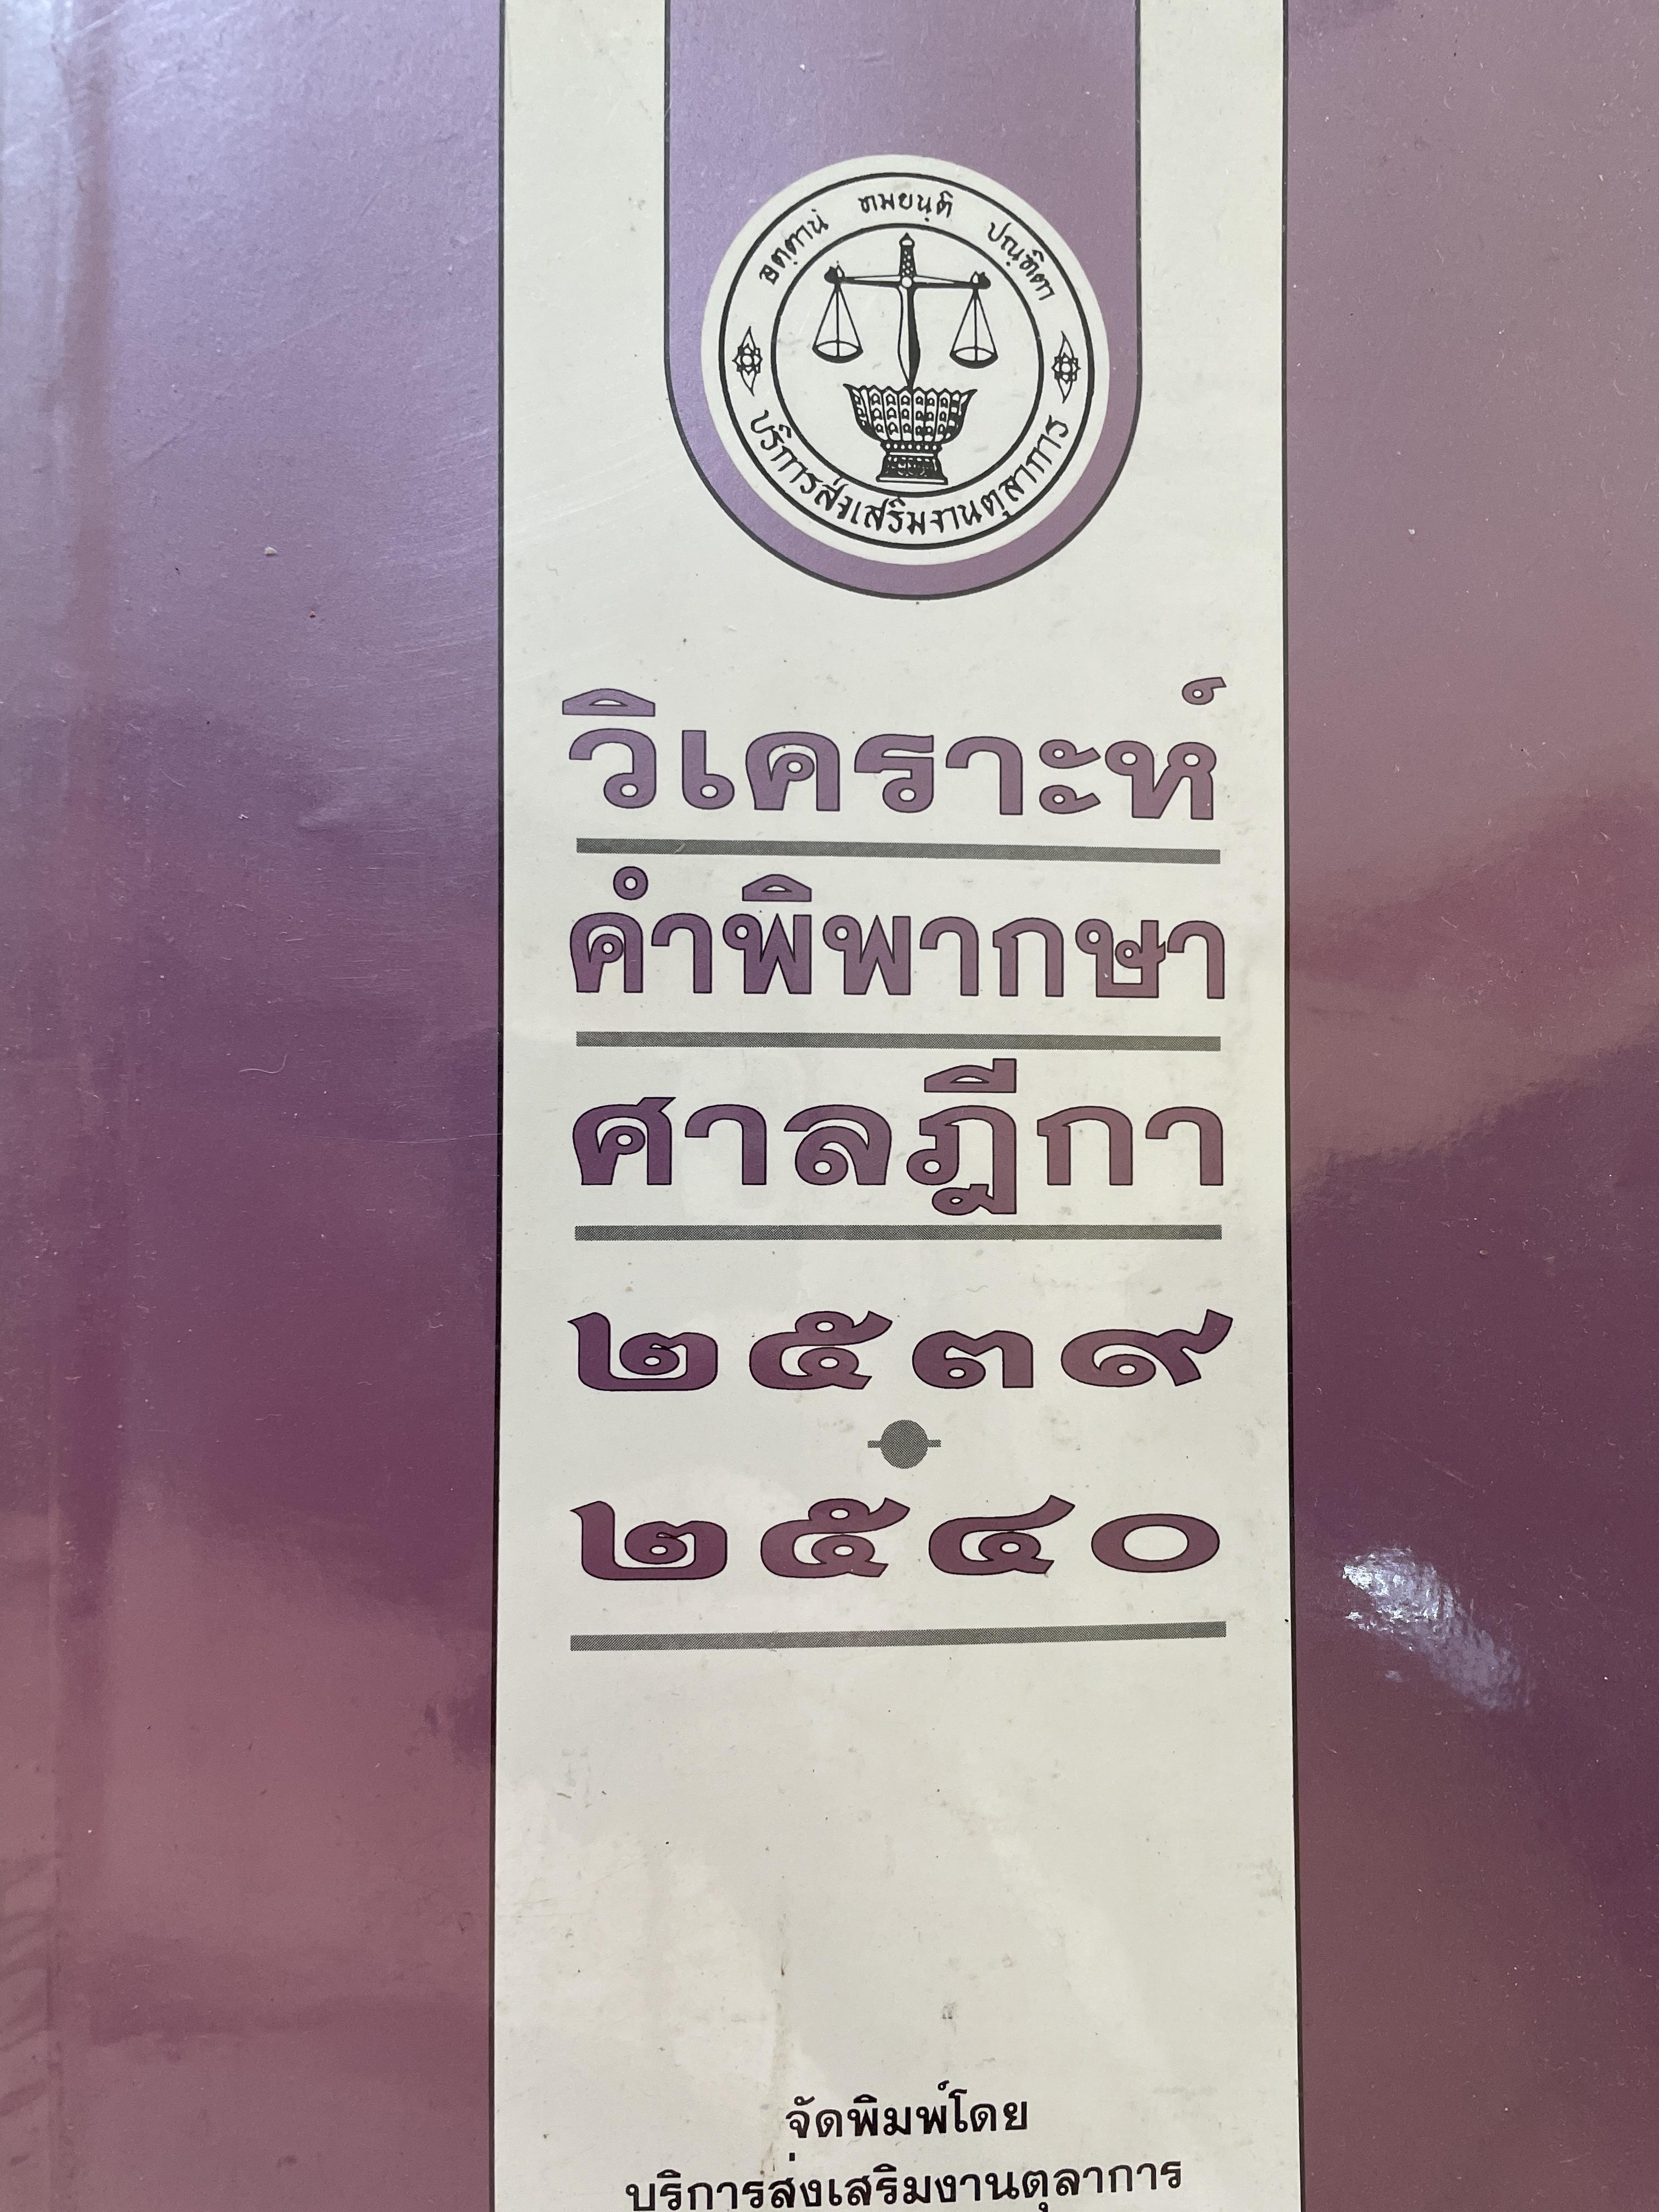 อตฺตานํ ทมยนฺติ ปณฺฑิตา
บริการส่งเสริมงานตุลาการ
วิเคราะห์
คำพิพากษา
ศาลฎีกา
๒๕๓๙
๒๕๔๐
จัดพิมพ์โดย
บริการส่งเสริมงานตุลาการ